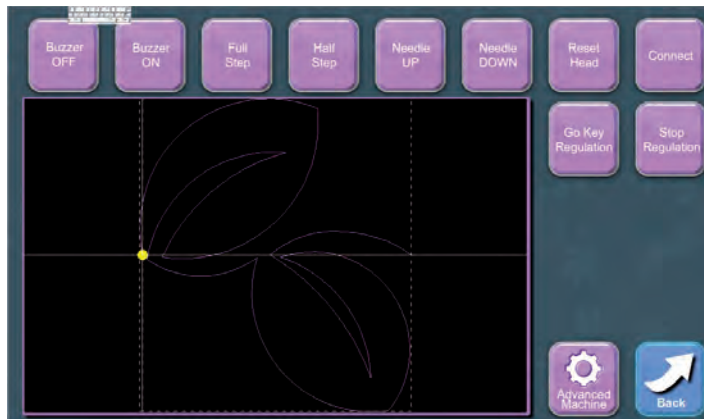 Buzzer
OFF
Buzzer
ON
Full
Step
Half
Step
Needle
UP
Needle
DOWN
Reset
Head
Connect
Go Key
Regulation
Stop
Regulation
Advanced
Machine
Back